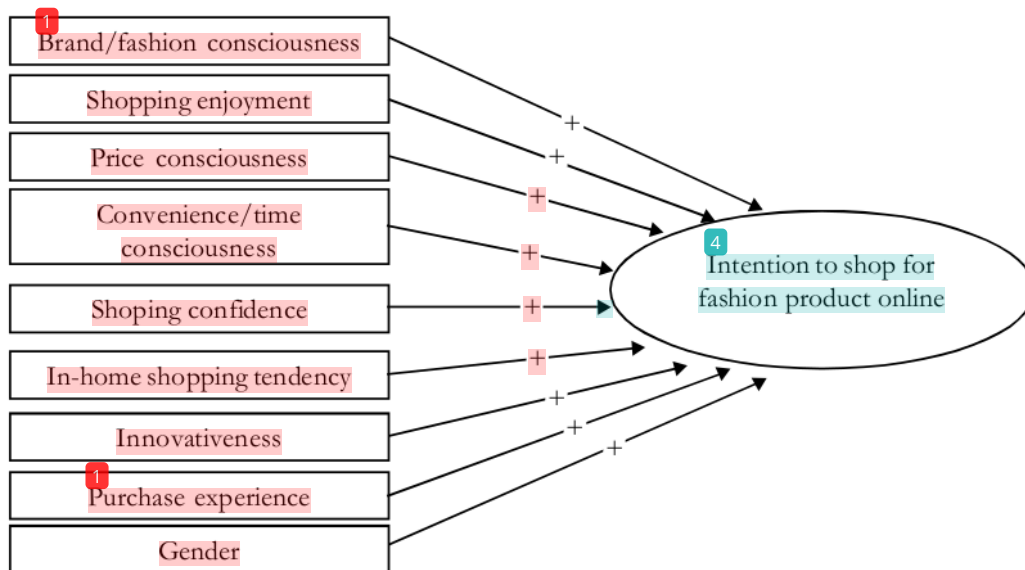 1
Brand/fashion consciousness
Shopping enjoyment
Price consciousness
Convenience/time
consciousness
Shoping confidence
In-home shopping tendency
Innovativeness
1
Purchase experience
Gender
+
+
+
+
+
+
+
+
+
4
Intention to shop for
fashion product online